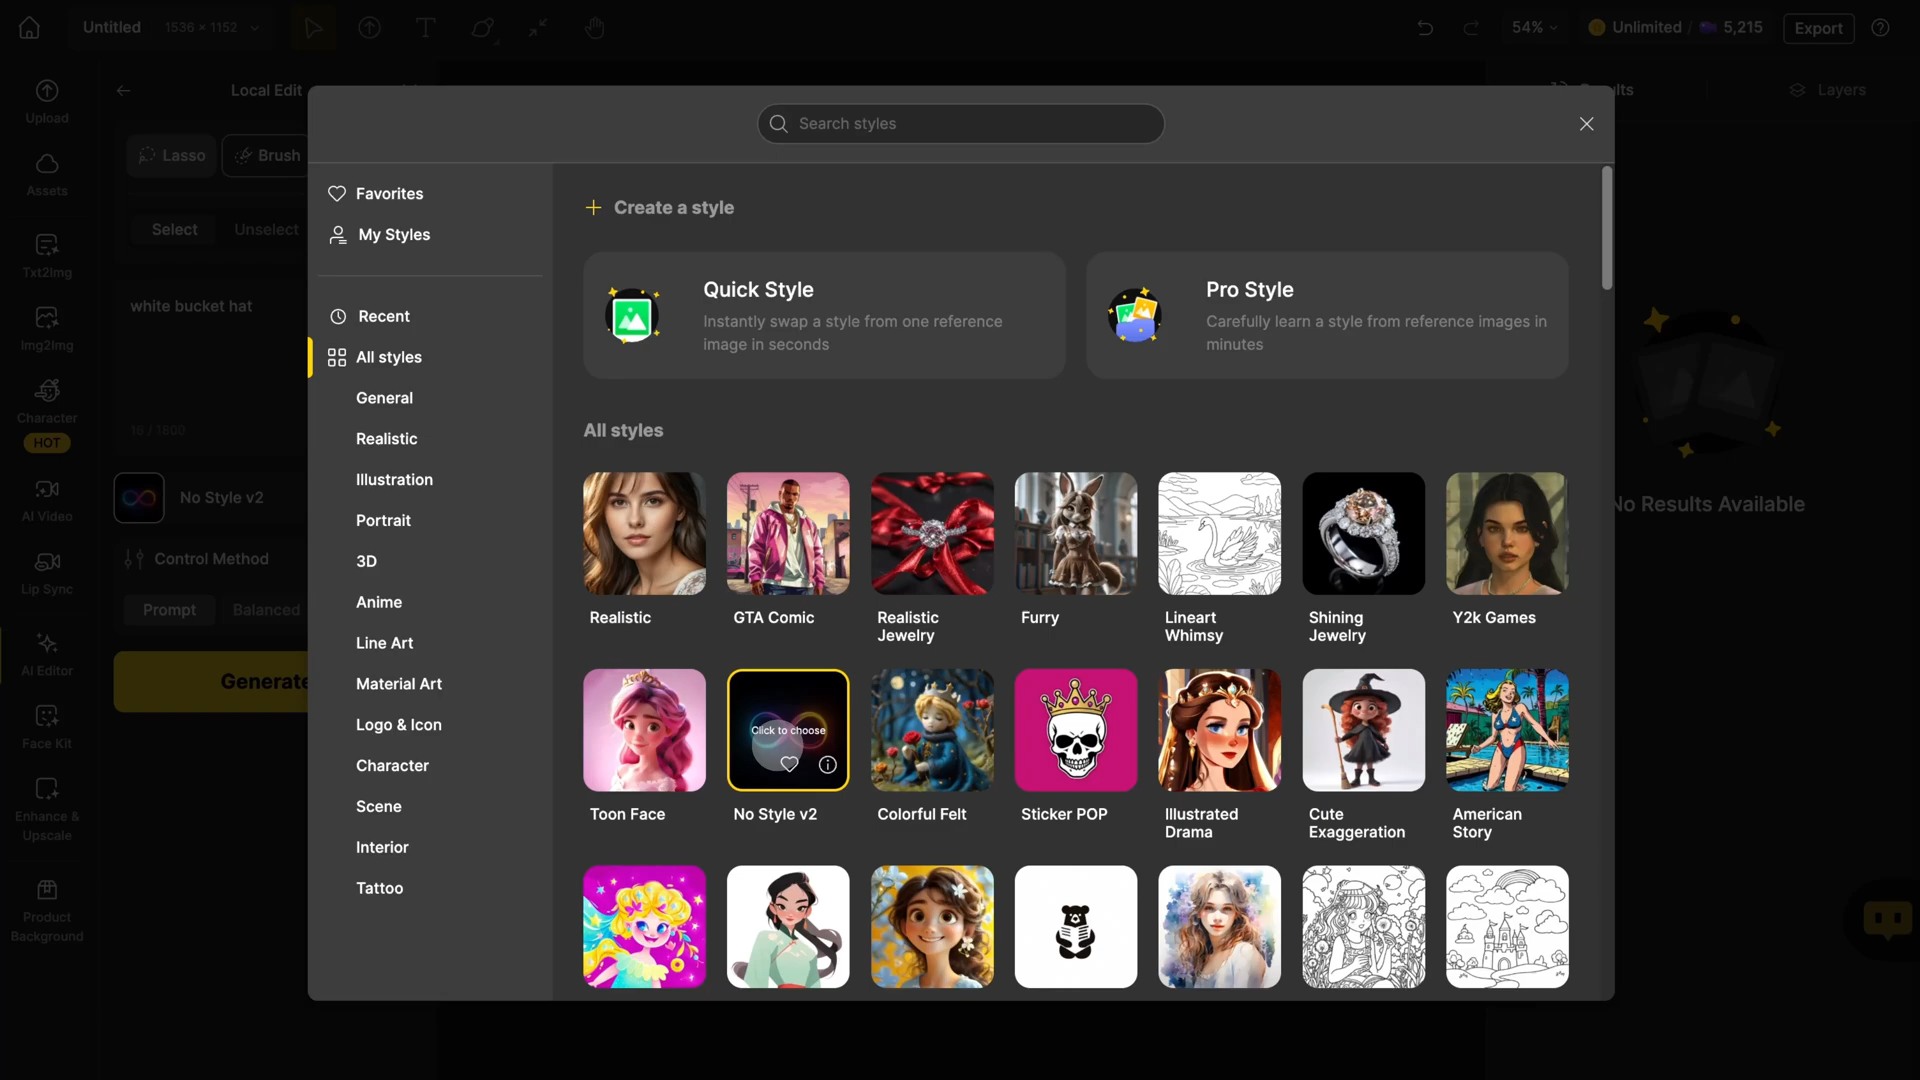 Untitled 1536 × 1152
54%
Unlimited / 5,215
Export
Upload
Assets
Txt2Img
Img2Img
Character
HOT
AI Video
Lip Sync
AI Editor
Face Kit
Enhance &
Upscale
Product
Background
Local Edit
Lasso
Brush
Select
Unselect
white bucket hat
16 / 1800
No Style v2
Control Method
Prompt
Balanced
Generate
Search styles
Favorites
My Styles
Recent
All styles
General
Realistic
Illustration
Portrait
3D
Anime
Line Art
Material Art
Logo & Icon
Character
Scene
Interior
Tattoo
Create a style
Quick Style
Instantly swap a style from one reference
image in seconds
Pro Style
Carefully learn a style from reference images in
minutes
All styles
Realistic
GTA Comic
Realistic
Jewelry
Furry
Lineart
Whimsy
Shining
Jewelry
Y2k Games
Click to choose
Toon Face
No Style v2
Colorful Felt
Sticker POP
Illustrated
Drama
Cute
Exaggeration
American
Story
Layers
No Results Available